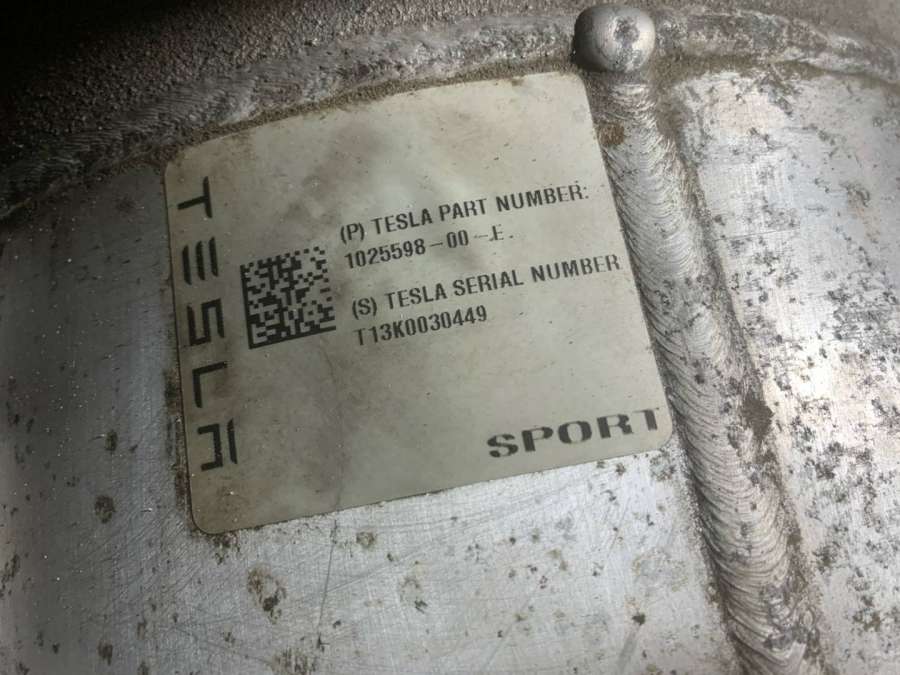 TESLA
(P) TESLA PART NUMBER:
1025598-00-E.
(S) TESLA SERIAL NUMBER
T13K0030449
SPORT